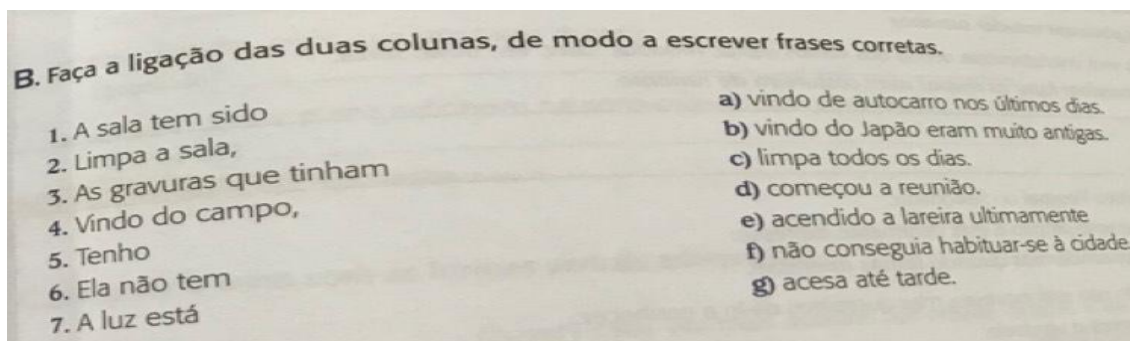 B. Faça a ligação das duas colunas, de modo a escrever frases corretas.
1. A sala tem sido
2. Limpa a sala,
3. As gravuras que tinham
4. Vindo do campo,
5. Tenho
6. Ela não tem
7. A luz está
a) vindo de autocarro nos últimos dias.
b) vindo do Japão eram muito antigas.
c) limpa todos os dias.
d) começou a reunião.
e) acendido a lareira ultimamente
f) não conseguia habituar-se à cidade
g) acesa até tarde.